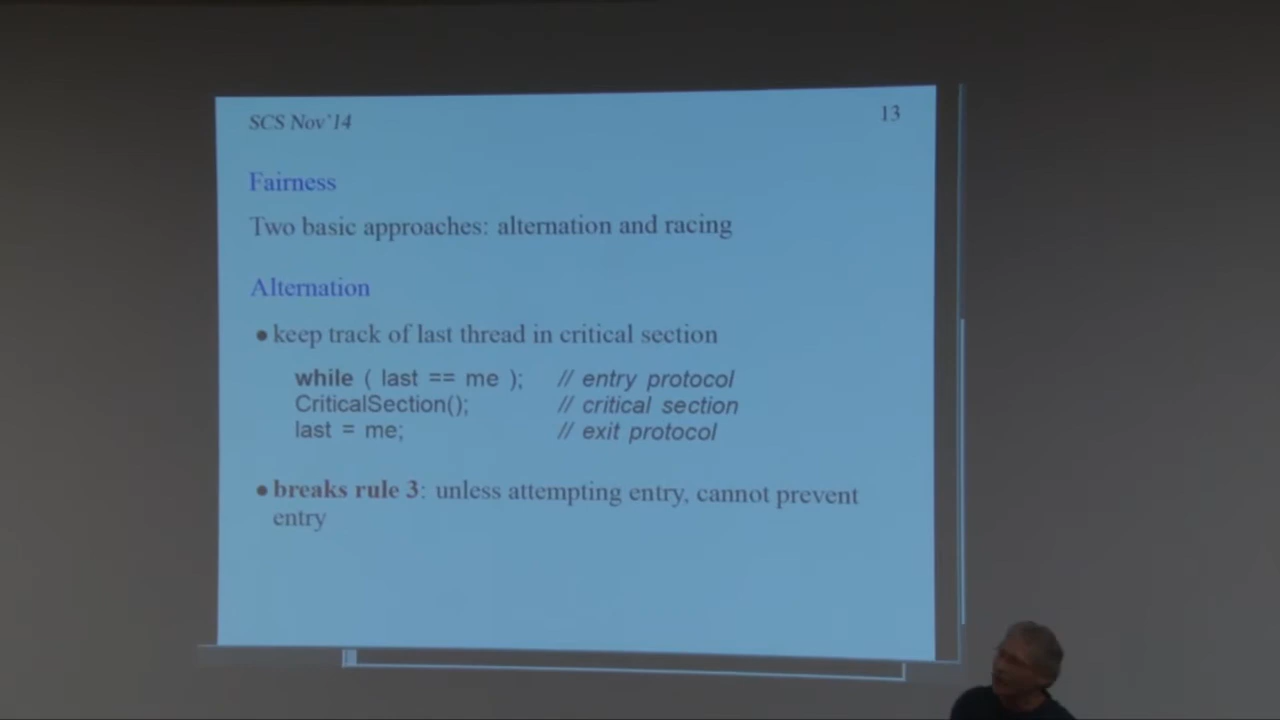 SCS Nov'14
13
Fairness
Two basic approaches: alternation and racing
Alternation
● keep track of last thread in critical section
while ( last == me ); // entry protocol
CriticalSection(); // critical section
last = me; // exit protocol
● breaks rule 3: unless attempting entry, cannot prevent
entry